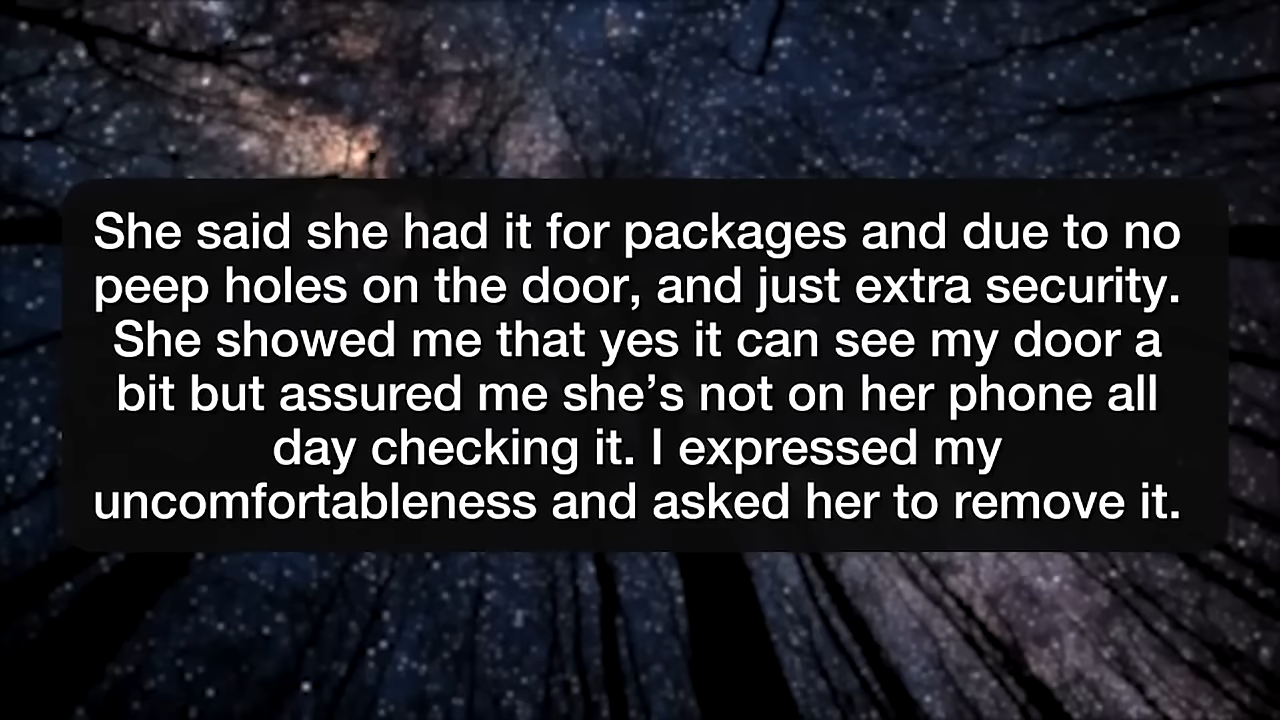 She said she had it for packages and due to no
peep holes on the door, and just extra security.
She showed me that yes it can see my door a
bit but assured me she’s not on her phone all
day checking it. I expressed my
uncomfortableness and asked her to remove it.